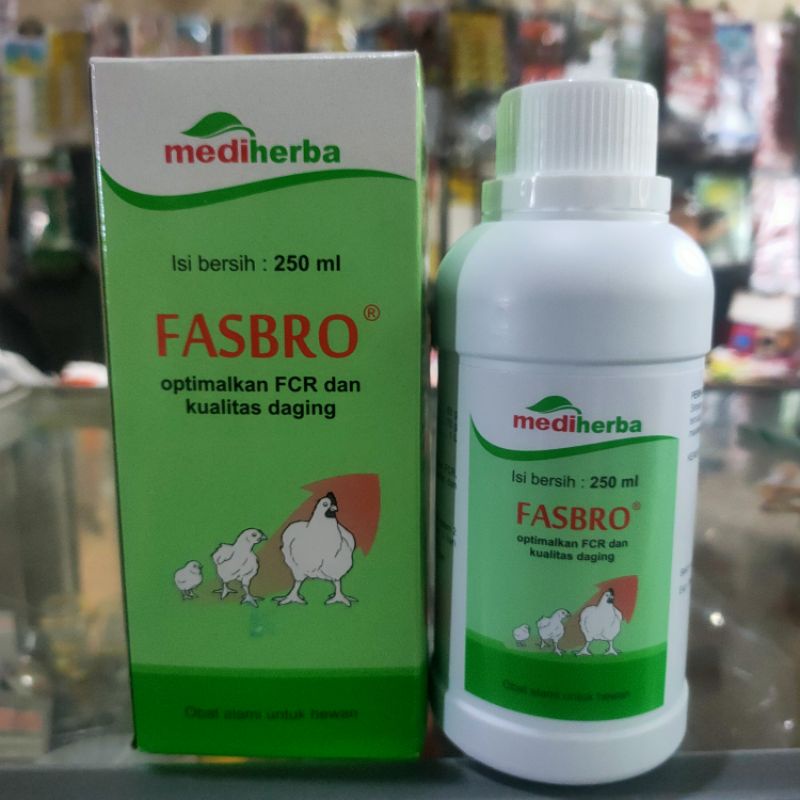 mediherba
Isi bersih : 250 ml
FASBRO®
optimalkan FCR dan
kualitas daging
Obat alami untuk hewan
mediherba
Isi bersih : 250 ml
FASBRO®
optimalkan FCR dan
kualitas daging
Obat alami untuk hewan